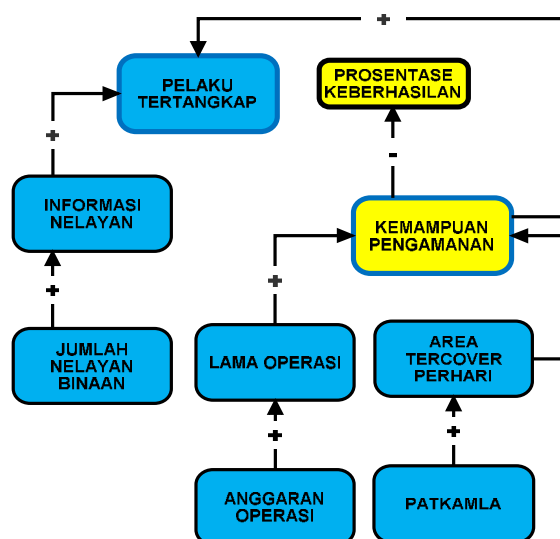 +
PELAKU
TERTANGKAP
PROSENTASE
KEBERHASILAN
+
-
INFORMASI
NELAYAN
KEMAMPUAN
PENGAMANAN
+
+
JUMLAH
NELAYAN
BINAAN
LAMA OPERASI
AREA
TERCOVER
PERHARI
+
+
ANGGARAN
OPERASI
PATKAMLA